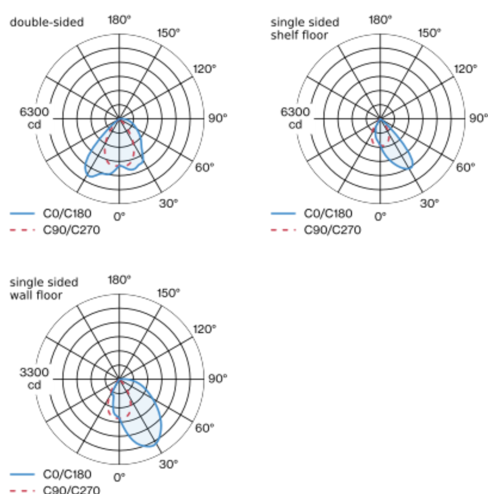 double-sided
180°
150°
120°
90°
60°
30°
0°
6300
cd
C0/C180
C90/C270
single sided
shelf floor
180°
150°
120°
90°
60°
30°
0°
6300
cd
C0/C180
C90/C270
single sided
wall floor
180°
150°
120°
90°
60°
30°
0°
3300
cd
C0/C180
C90/C270